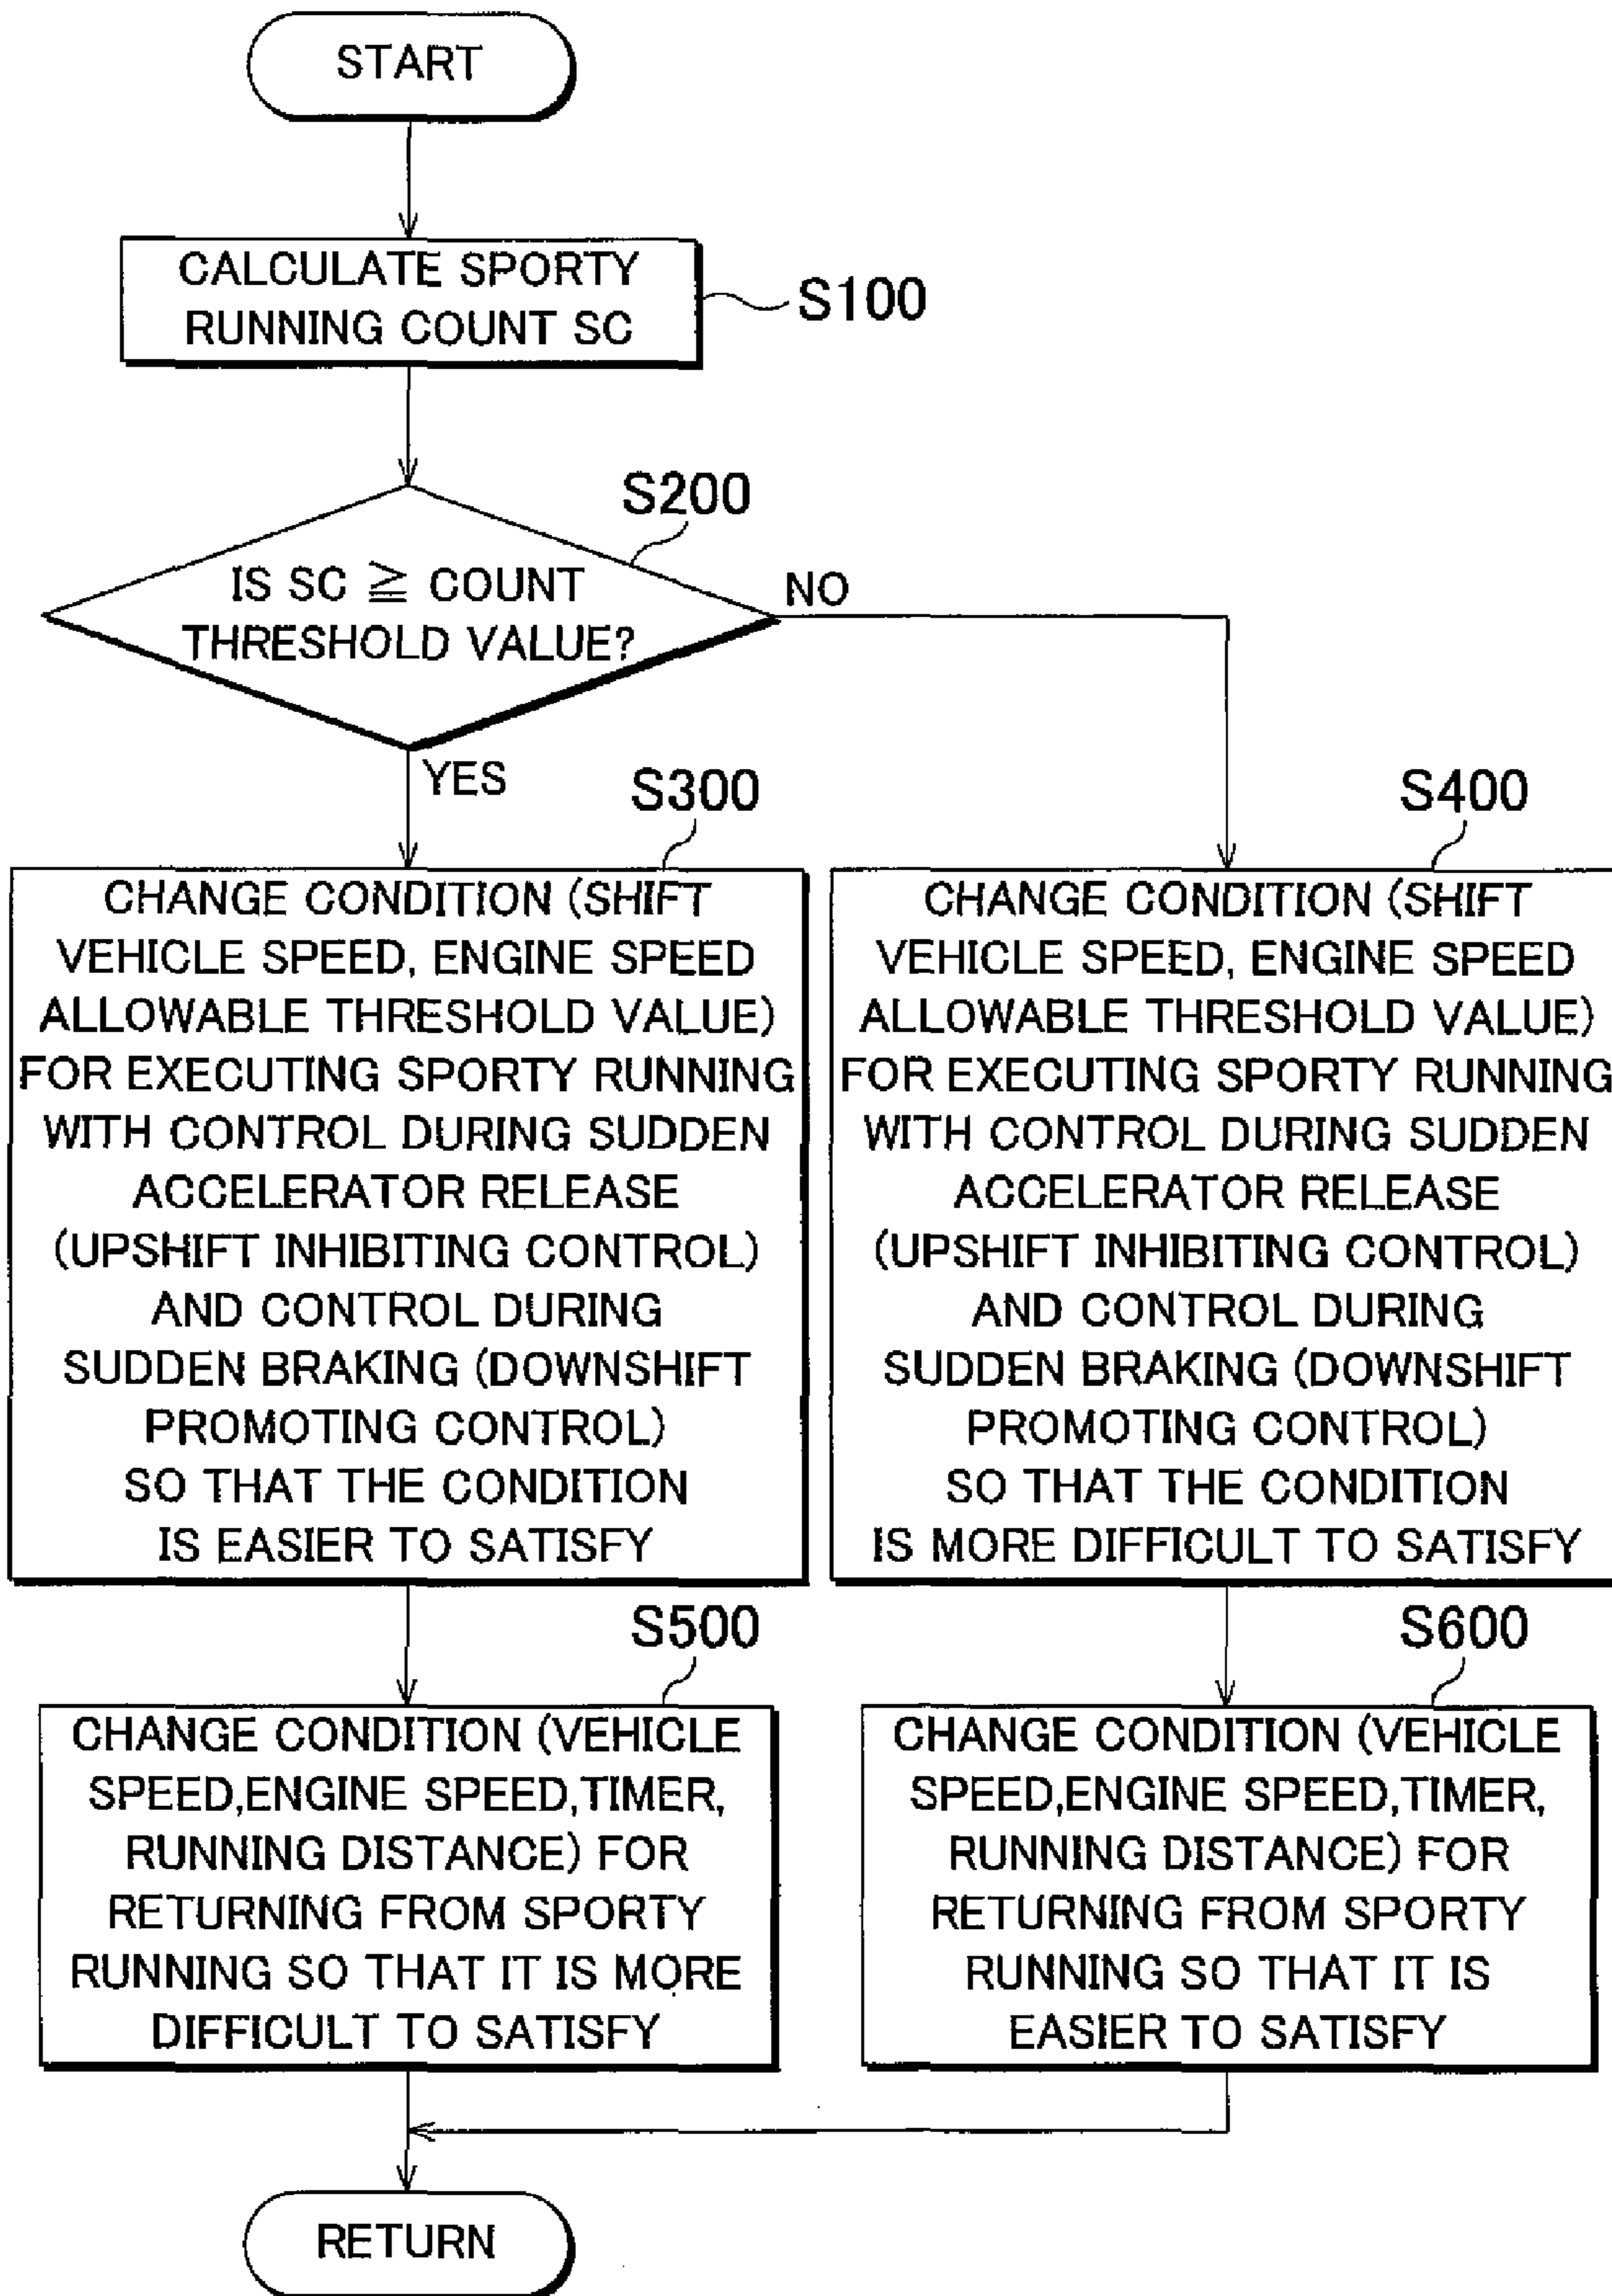 START
CALCULATE SPORTY
RUNNING COUNT SC
S100
S200
IS SC ≧ COUNT
THRESHOLD VALUE?
NO
YES
S300
CHANGE CONDITION (SHIFT
VEHICLE SPEED, ENGINE SPEED
ALLOWABLE THRESHOLD VALUE)
FOR EXECUTING SPORTY RUNNING
WITH CONTROL DURING SUDDEN
ACCELERATOR RELEASE
(UPSHIFT INHIBITING CONTROL)
AND CONTROL DURING
SUDDEN BRAKING (DOWNSHIFT
PROMOTING CONTROL)
SO THAT THE CONDITION
IS EASIER TO SATISFY
S400
CHANGE CONDITION (SHIFT
VEHICLE SPEED, ENGINE SPEED
ALLOWABLE THRESHOLD VALUE)
FOR EXECUTING SPORTY RUNNING
WITH CONTROL DURING SUDDEN
ACCELERATOR RELEASE
(UPSHIFT INHIBITING CONTROL)
AND CONTROL DURING
SUDDEN BRAKING (DOWNSHIFT
PROMOTING CONTROL)
SO THAT THE CONDITION
IS MORE DIFFICULT TO SATISFY
S500
CHANGE CONDITION (VEHICLE
SPEED,ENGINE SPEED,TIMER,
RUNNING DISTANCE) FOR
RETURNING FROM SPORTY
RUNNING SO THAT IT IS MORE
DIFFICULT TO SATISFY
S600
CHANGE CONDITION (VEHICLE
SPEED,ENGINE SPEED,TIMER,
RUNNING DISTANCE) FOR
RETURNING FROM SPORTY
RUNNING SO THAT IT IS
EASIER TO SATISFY
RETURN